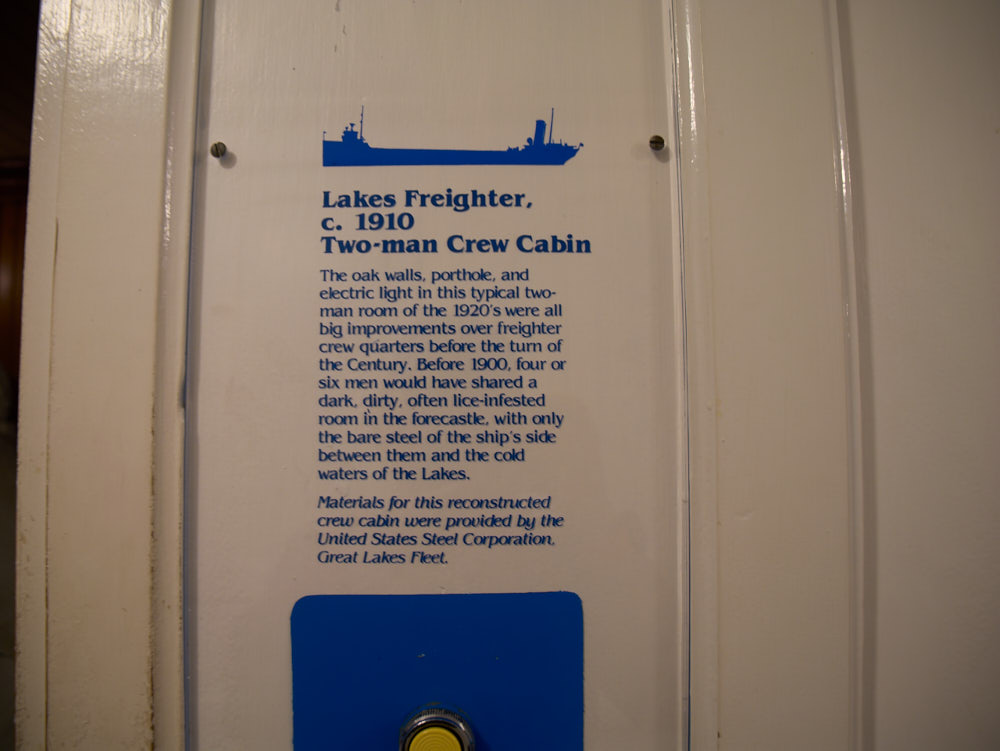 Lakes Freighter,
c. 1910
Two-man Crew Cabin
The oak walls, porthole, and
electric light in this typical two-
man room of the 1920's were all
big improvements over freighter
crew quarters before the turn of
the Century. Before 1900, four or
six men would have shared a
dark, dirty, often lice-infested
room in the forecastle, with only
the bare steel of the ship's side
between them and the cold
waters of the Lakes.
Materials for this reconstructed
crew cabin were provided by the
United States Steel Corporation,
Great Lakes Fleet.